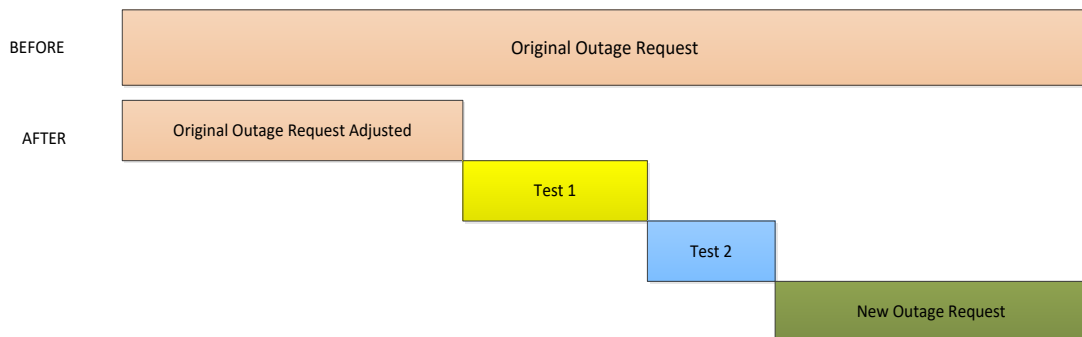 BEFORE
Original Outage Request
AFTER
Original Outage Request Adjusted
Test 1
Test 2
New Outage Request